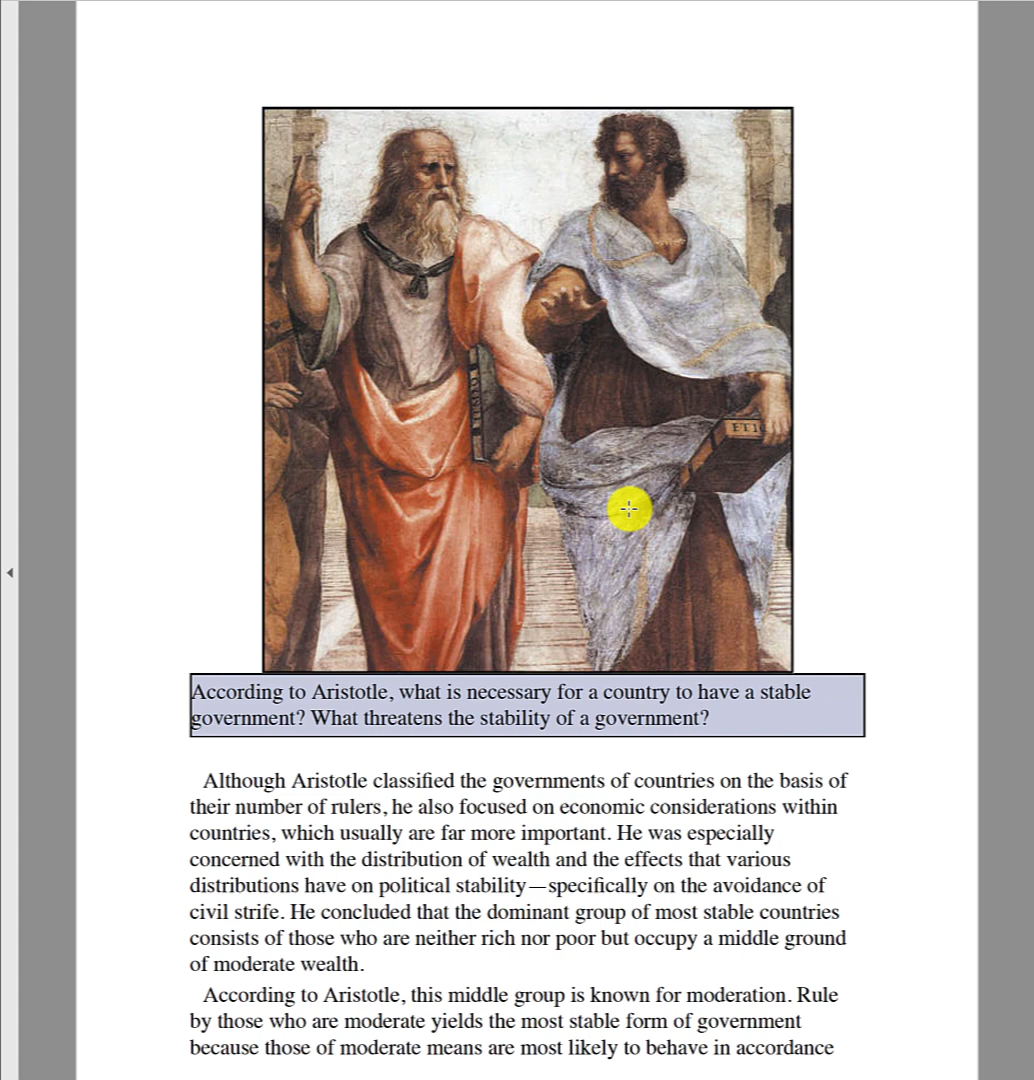 TIMEO
ETIC
According to Aristotle, what is necessary for a country to have a stable
government? What threatens the stability of a government?
Although Aristotle classified the governments of countries on the basis of
their number of rulers, he also focused on economic considerations within
countries, which usually are far more important. He was especially
concerned with the distribution of wealth and the effects that various
distributions have on political stability—specifically on the avoidance of
civil strife. He concluded that the dominant group of most stable countries
consists of those who are neither rich nor poor but occupy a middle ground
of moderate wealth.
According to Aristotle, this middle group is known for moderation. Rule
by those who are moderate yields the most stable form of government
because those of moderate means are most likely to behave in accordance